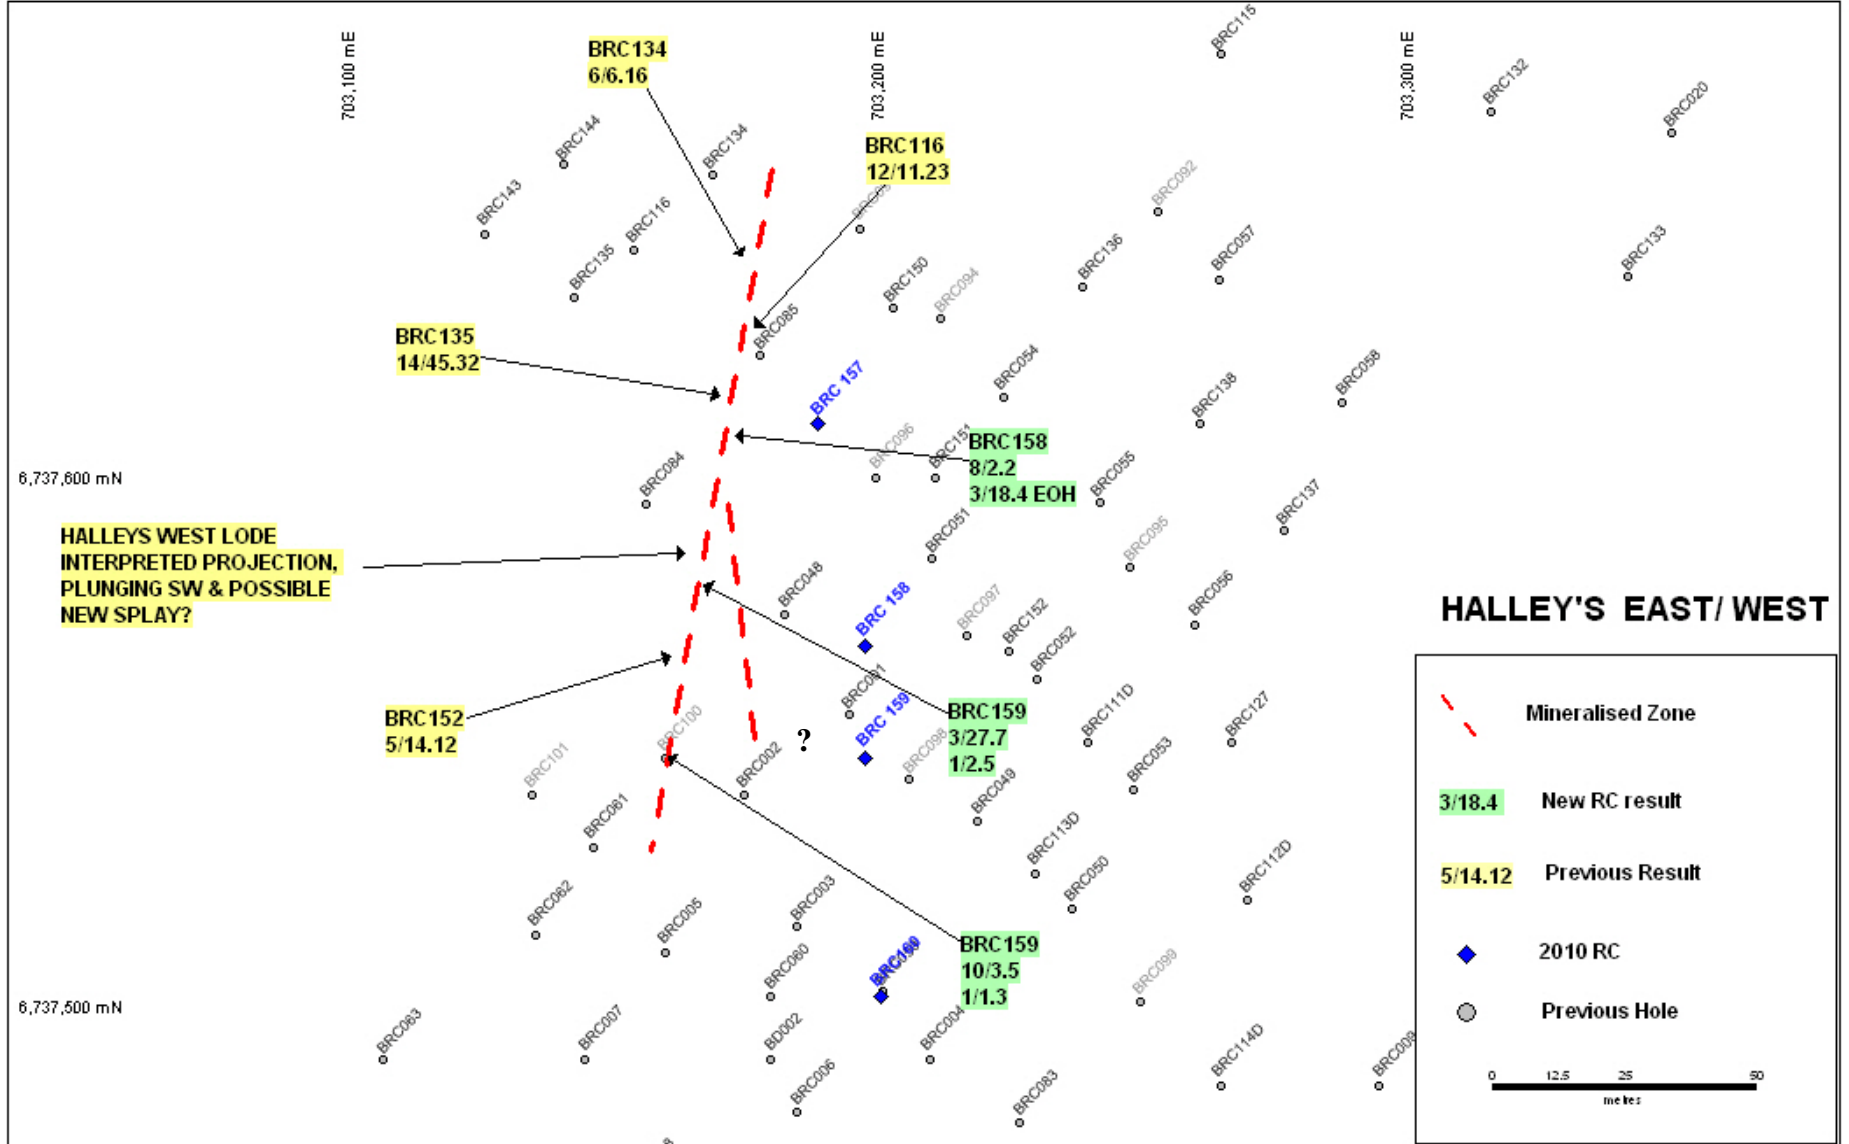 703,100 mE
703,200 mE
703,300 mE
BRC115
BRC132
BRC020
BRC134
6/6.16
BRC144
BRC134
BRC116
12/11.23
BRC092
BRC143
BRC116
BRC135
BRC136
BRC057
BRC133
BRC150
BRC094
BRC085
BRC135
14/45.32
BRC 157
BRC054
BRC138
BRC058
BRC096
BRC151
BRC158
8/2.2
3/18.4 EOH
BRC084
BRC055
6,737,600 mN
BRC137
HALLEYS WEST LODE
INTERPRETED PROJECTION,
PLUNGING SW & POSSIBLE
NEW SPLAY?
BRC051
BRC095
BRC048
BRC 158
BRC097
BRC152
BRC056
BRC052
HALLEY'S EAST/ WEST
BRC152
5/14.12
BRC100
BRC091
BRC 159
BRC159
3/27.7
1/2.5
BRC111D
BRC127
?
BRC101
BRC002
BRC098
BRC049
BRC053
BRC061
BRC113D
BRC112D
BRC062
BRC005
BRC003
BRC050
BRC060
BRC160
BRC159
10/3.5
1/1.3
BRC099
6,737,500 mN
BRC063
BRC007
BD002
BRC004
BRC114D
BRC009
BRC006
BRC083
Mineralised Zone
3/18.4 New RC result
5/14.12 Previous Result
2010 RC
Previous Hole
0 12.5 25 50
metres